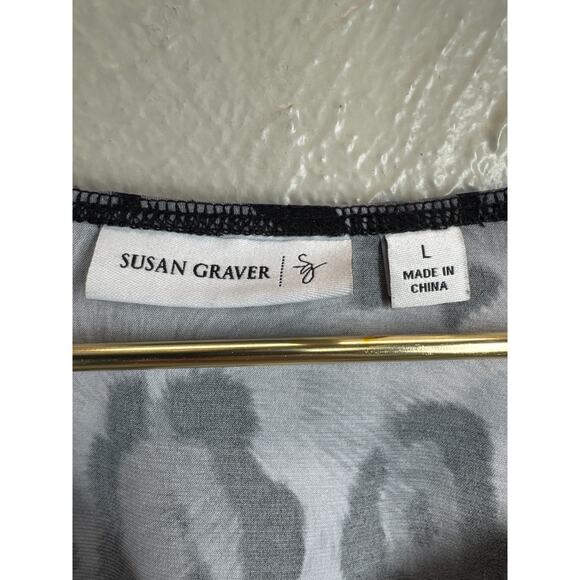 SUSAN GRAVER
sg
L
MADE IN
CHINA